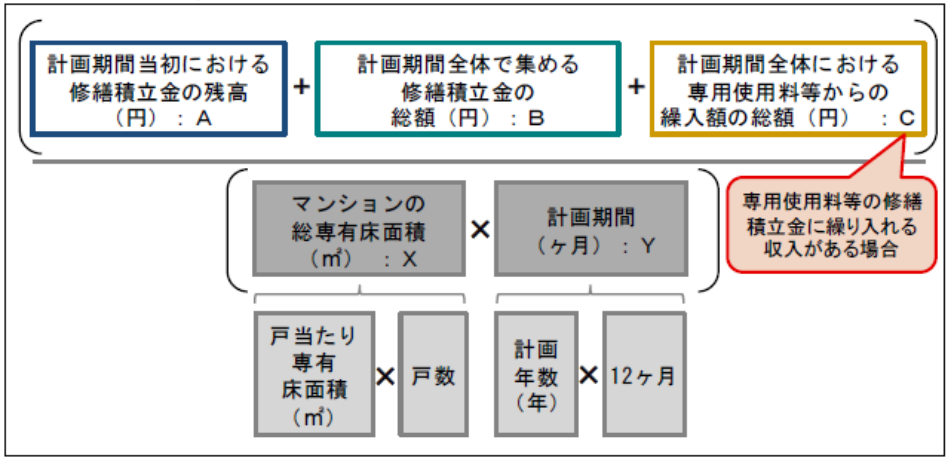 計画期間当初における
修繕積立金の残高
（円）：A
+
計画期間全体で集める
修繕積立金の
総額（円）：B
+
計画期間全体における
専用使用料等からの
繰入額の総額（円）　：C
マンションの
総専有床面積
（㎡）　：X
×
計画期間
（ヶ月）：Y
専用使用料等の修繕
積立金に繰り入れる
収入がある場合
戸当たり
専有
床面積
（㎡）
×
戸数
計画
年数
（年）
×
12ヶ月